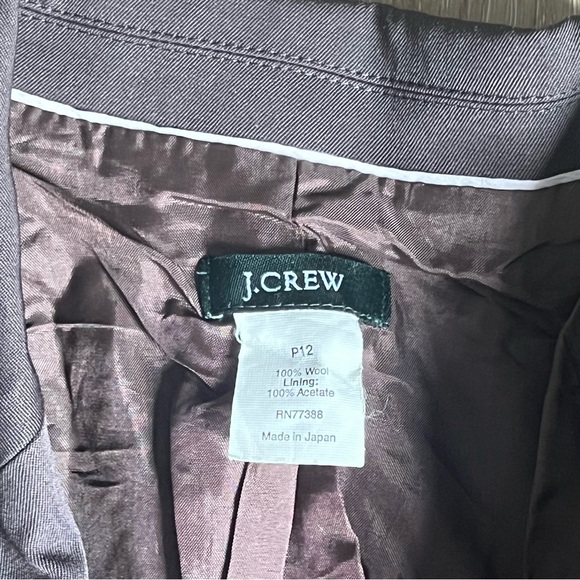 J.CREW
P12
100% Wool
Lining:
100% Acetate
RN77388
Made in Japan